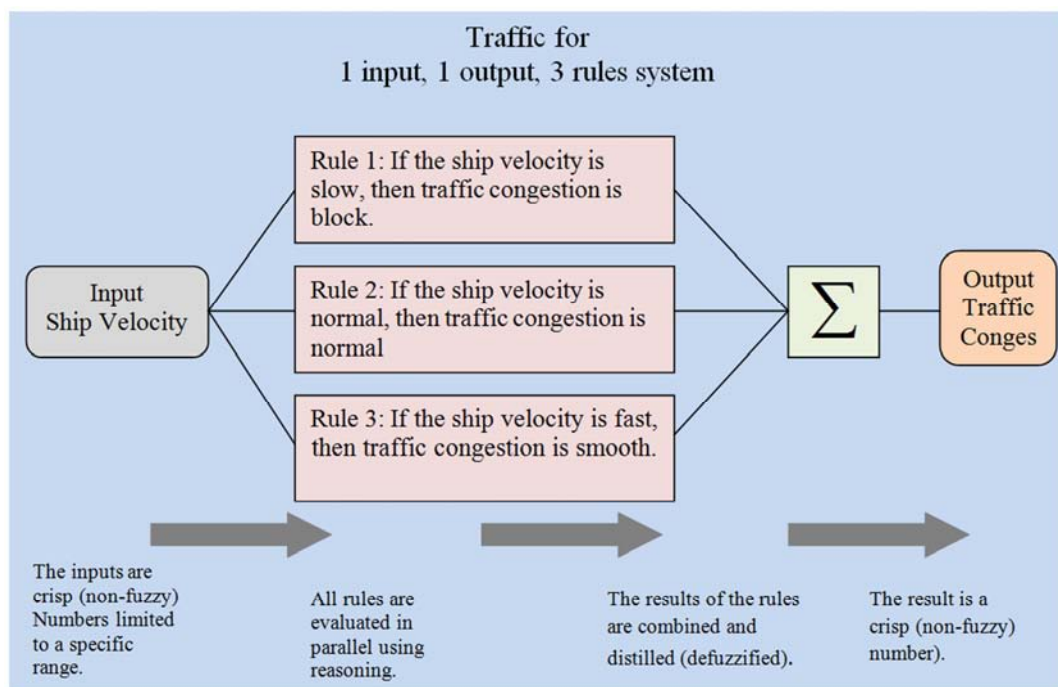 Traffic for
1 input, 1 output, 3 rules system
Rule 1: If the ship velocity is
slow, then traffic congestion is
block.
Input
Ship Velocity
Rule 2: If the ship velocity is
normal, then traffic congestion is
normal
∑
Output
Traffic
Conges
Rule 3: If the ship velocity is fast,
then traffic congestion is smooth.
The inputs are
crisp (non-fuzzy)
Numbers limited
to a specific
range.
All rules are
evaluated in
parallel using
reasoning.
The results of the rules
are combined and
distilled (defuzzified).
The result is a
crisp (non-fuzzy)
number).